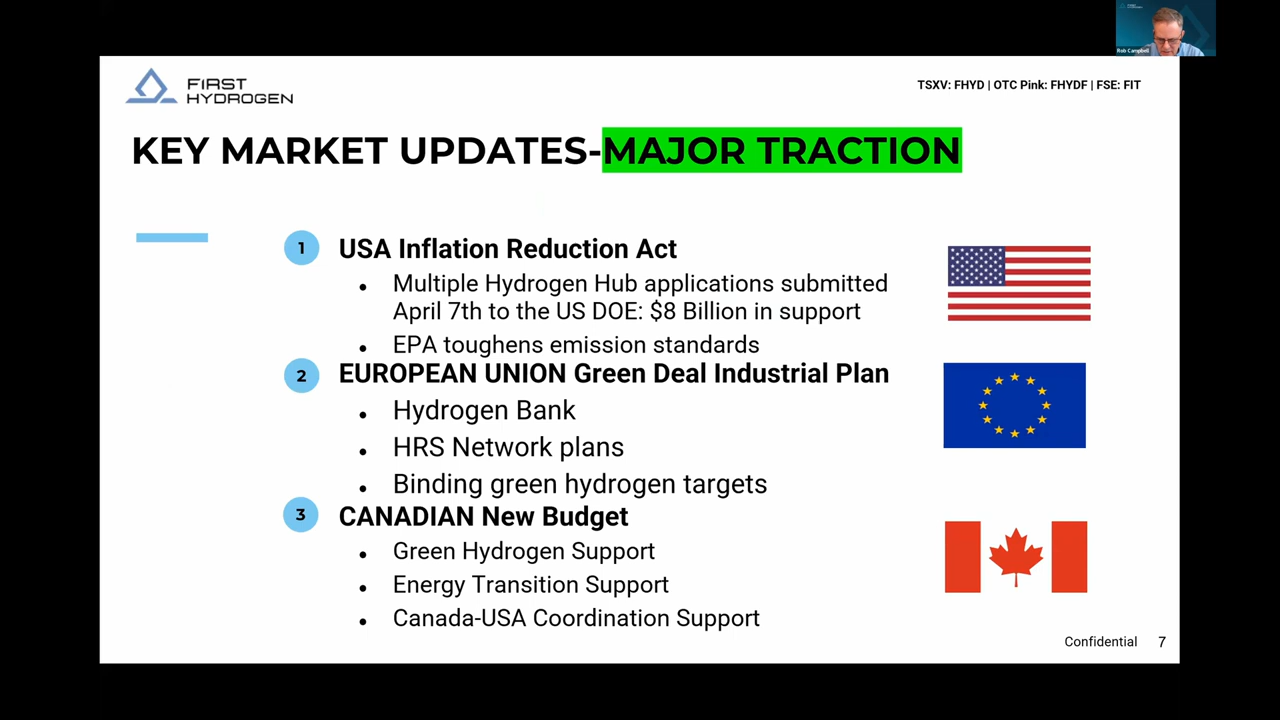 Rob Campbell
FIRST
HYDROGEN
TSXV: FHYD | OTC Pink: FHYDF | FSE: FIT
KEY MARKET UPDATES-MAJOR TRACTION
1 USA Inflation Reduction Act
• Multiple Hydrogen Hub applications submitted
April 7th to the US DOE: $8 Billion in support
• EPA toughens emission standards
2 EUROPEAN UNION Green Deal Industrial Plan
• Hydrogen Bank
• HRS Network plans
• Binding green hydrogen targets
3 CANADIAN New Budget
• Green Hydrogen Support
• Energy Transition Support
• Canada-USA Coordination Support
Confidential 7